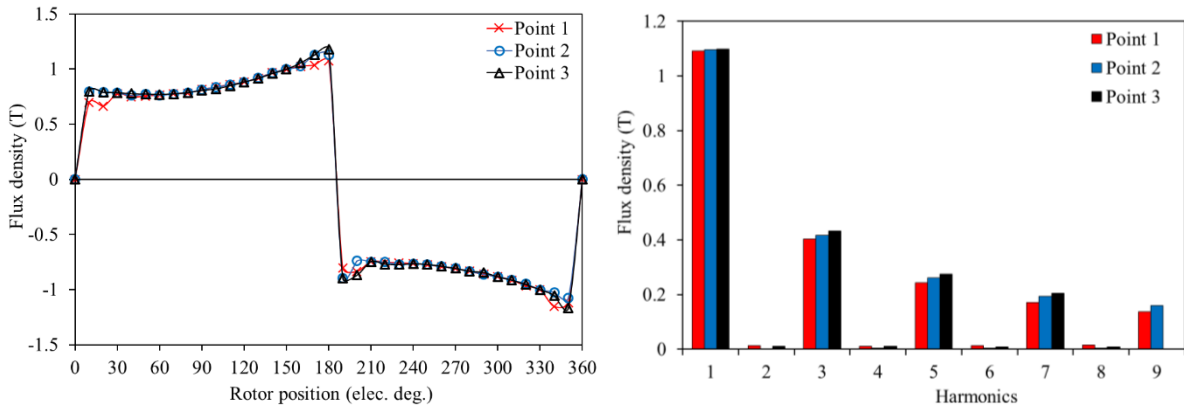 1.5
1
0.5
0
-0.5
-1
-1.5
Flux density (T)
0 30 60 90 120 150 180 210 240 270 300 330 360
Rotor position (elec. deg.)
Point 1
Point 2
Point 3
1.2
1
0.8
0.6
0.4
0.2
0
Flux density (T)
1 2 3 4 5 6 7 8 9
Harmonics
Point 1
Point 2
Point 3